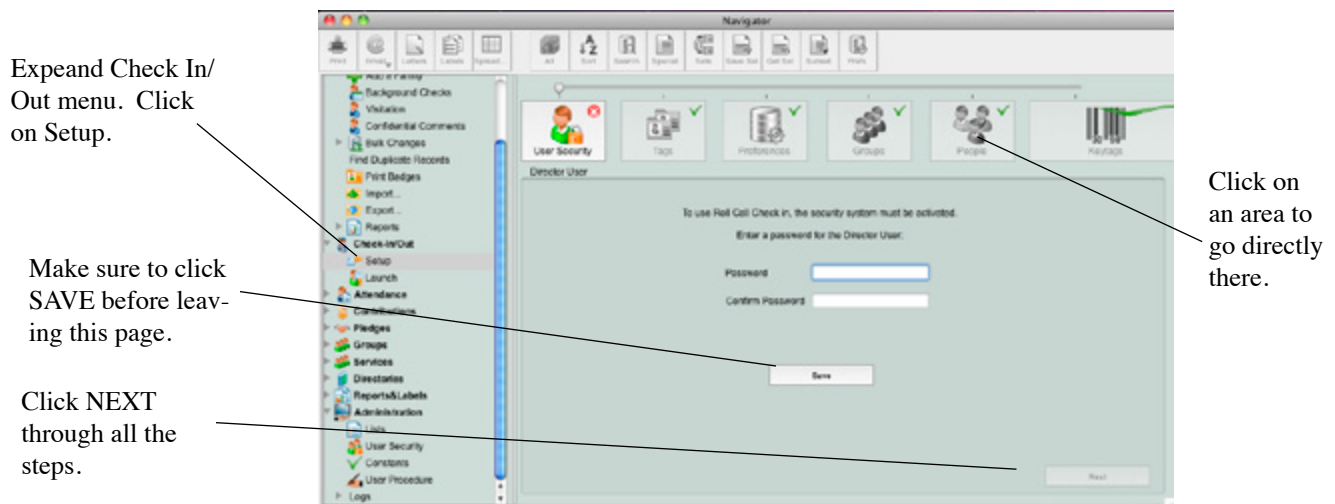 Navigator
Expeand Check In/
Out menu. Click
on Setup.
Print Email Letters Labels Spread...
All Sort Search Special Sets Save Set Get Set Subset Prefs
Add a Family
Background Checks
Visitation
Confidential Comments
Bulk Changes
Find Duplicate Records
Print Badges
Import...
Export...
Reports
Check-In/Out
Setup
Launch
Attendance
Contributions
Pledges
Groups
Services
Directories
Reports&Labels
Administration
Lists
User Security
Constants
User Procedure
Logs
User Security Tags Preferences Groups People Keytags
Director User
To use Roll Call Check in, the security system must be activated.
Enter a password for the Director User:
Password
Confirm Password
Save
Next
Make sure to click
SAVE before leav-
ing this page.
Click NEXT
through all the
steps.
Click on
an area to
go directly
there.